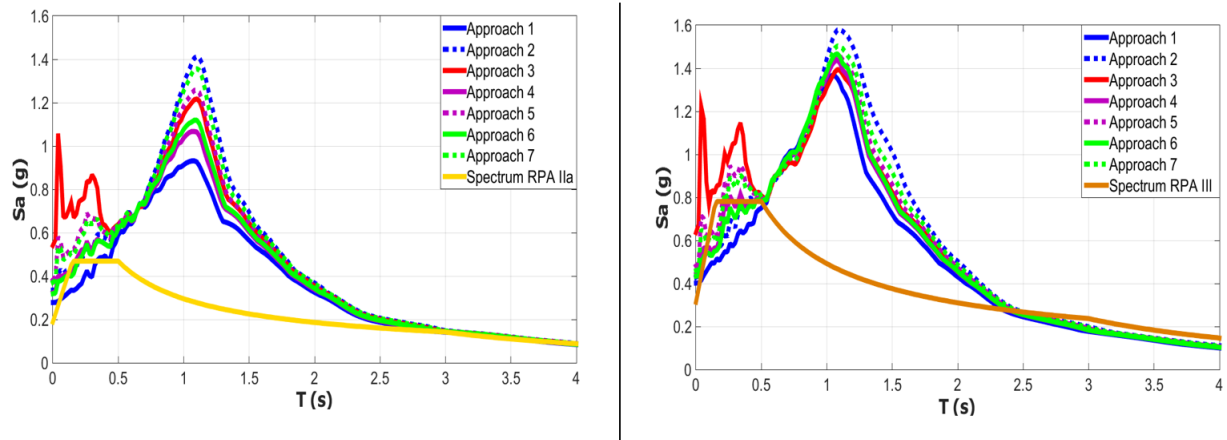 1.6
1.4
1.2
1
0.8
0.6
0.4
0.2
0
Sa (g)
0 0.5 1 1.5 2 2.5 3 3.5 4
T (s)
Approach 1
Approach 2
Approach 3
Approach 4
Approach 5
Approach 6
Approach 7
Spectrum RPA IIa
1.6
1.4
1.2
1
0.8
0.6
0.4
0.2
0
Sa (g)
0 0.5 1 1.5 2 2.5 3 3.5 4
T (s)
Approach 1
Approach 2
Approach 3
Approach 4
Approach 5
Approach 6
Approach 7
Spectrum RPA III